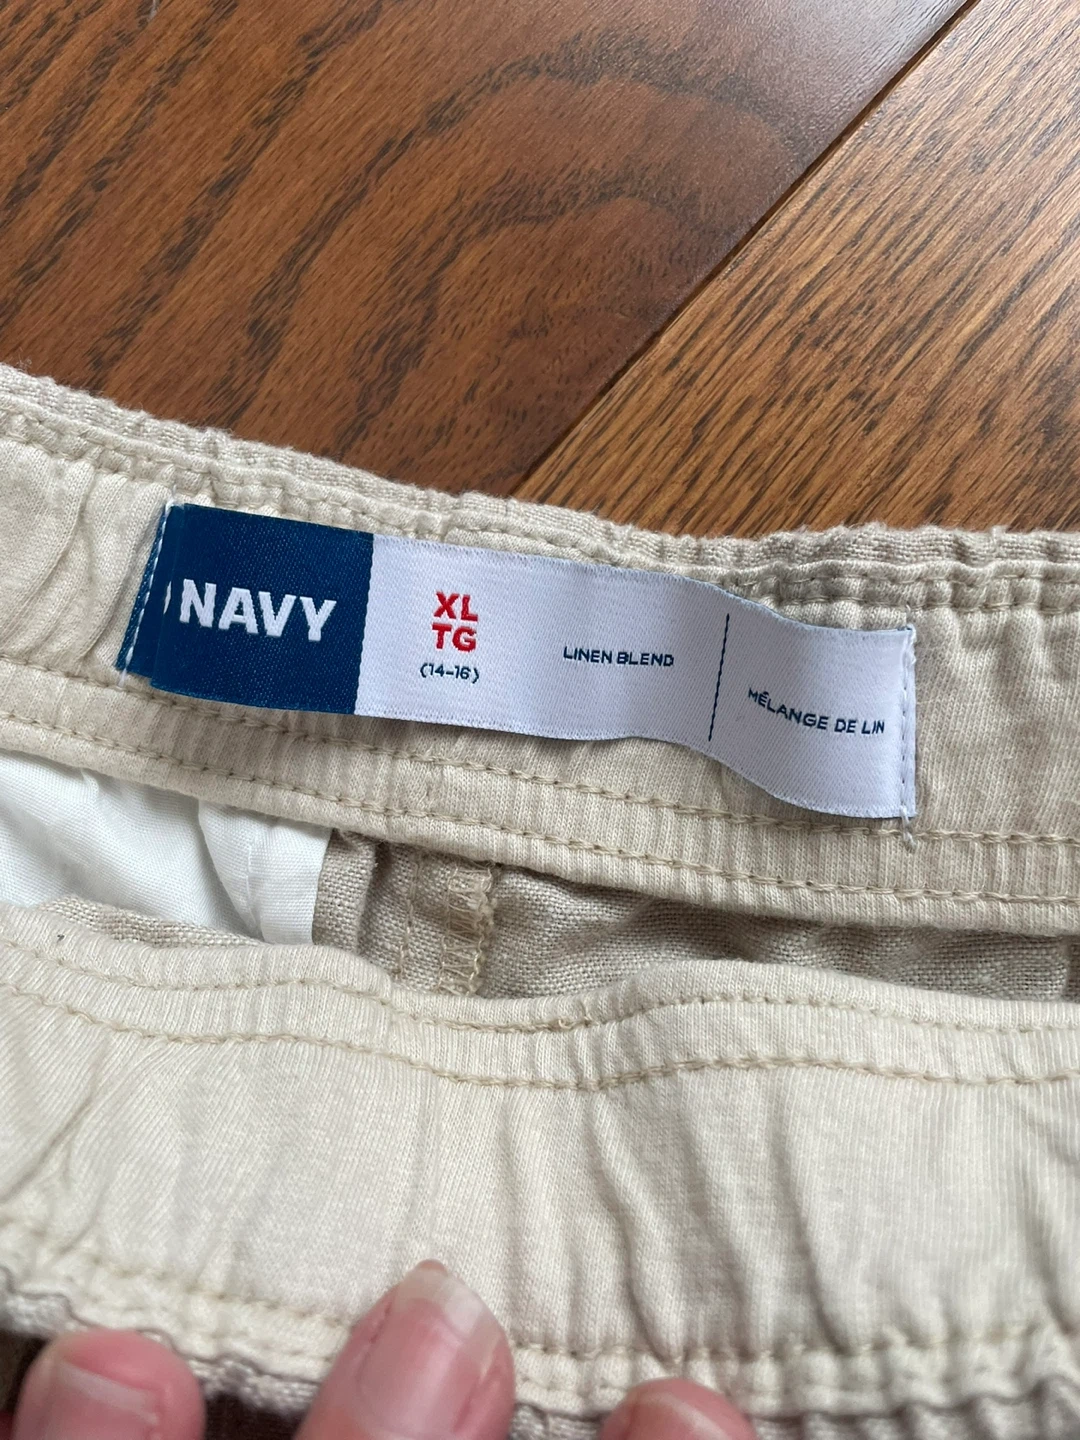 NAVY
XL
TG
(14-16)
LINEN BLEND
MÉLANGE DE LIN